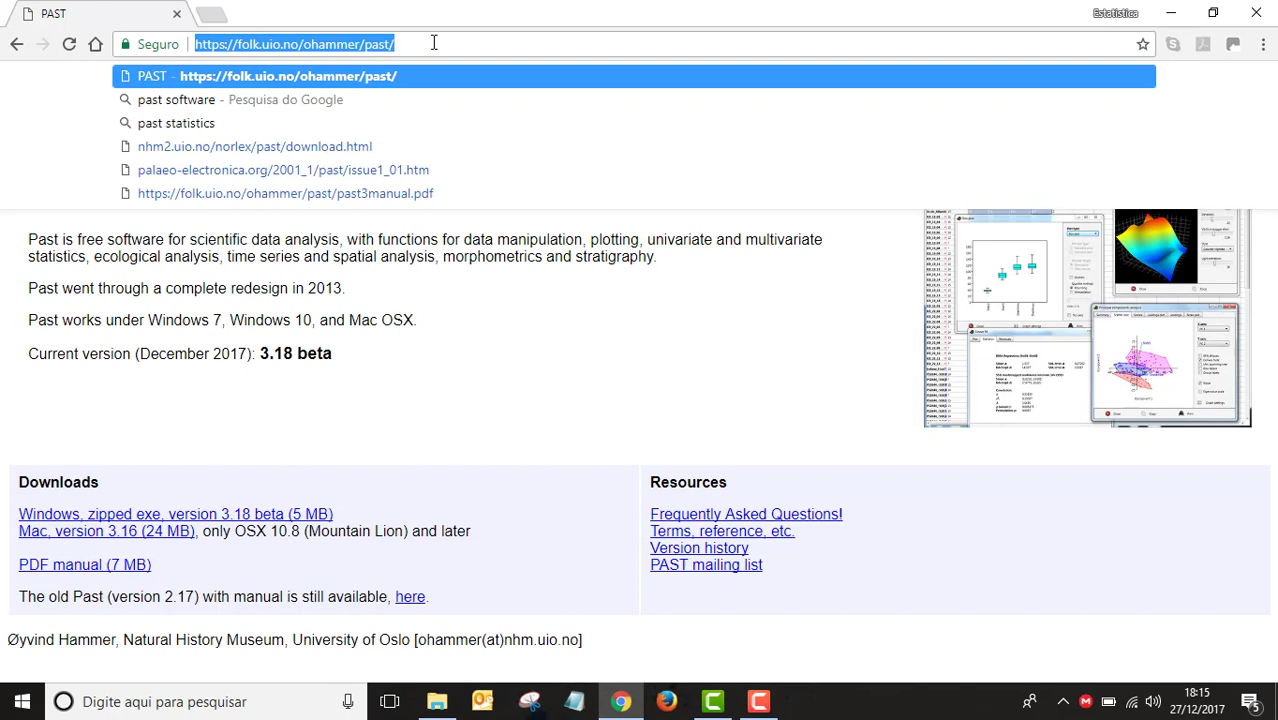 PAST
Estatistica
Seguro
https://folk.uio.no/ohammer/past/
PAST - https://folk.uio.no/ohammer/past/
past software - Pesquisa do Google
past statistics
nhm2.uio.no/norlex/past/download.html
palaeo-electronica.org/2001_1/past/issue1_01.htm
https://folk.uio.no/ohammer/past/past3manual.pdf
Past is free software for scientific data analysis, with functions for data manipulation, plotting, univariate and multivariate
statistics, ecological analysis, time series and spatial analysis, morphometrics and stratigraphy.
Past went through a complete redesign in 2013.
Past works under Windows 7, Windows 10, and Mac OSX.
Current version (December 2017): 3.18 beta
Downloads
Windows, zipped exe, version 3.18 beta (5 MB)
Mac, version 3.16 (24 MB), only OSX 10.8 (Mountain Lion) and later
PDF manual (7 MB)
The old Past (version 2.17) with manual is still available, here.
Resources
Frequently Asked Questions!
Terms, reference, etc.
Version history
PAST mailing list
Øyvind Hammer, Natural History Museum, University of Oslo [ohammer(at)nhm.uio.no]
Digite aqui para pesquisar
18:15
27/12/2017
5